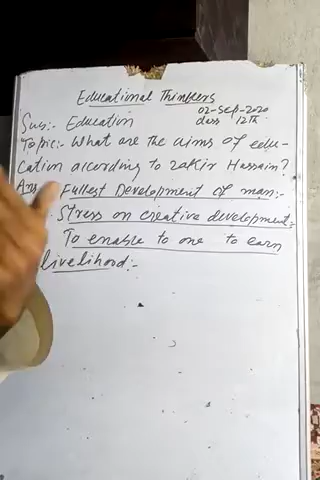 Educational Thinkers
02-Sep-2020
Sub:- Education class 12th
Topic:- What are the aims of edu-
cation according to Zakir Hussain?
Ans Fullest Development of man:-
Stress on creative development:-
To enable to one to earn
livelihood:-